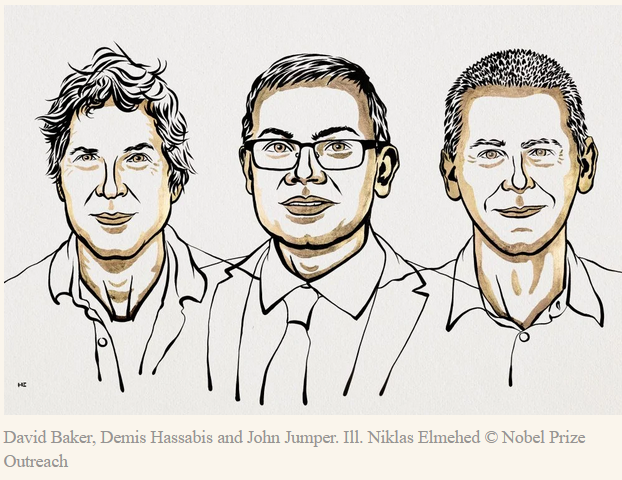 David Baker, Demis Hassabis and John Jumper. Ill. Niklas Elmehed © Nobel Prize
Outreach